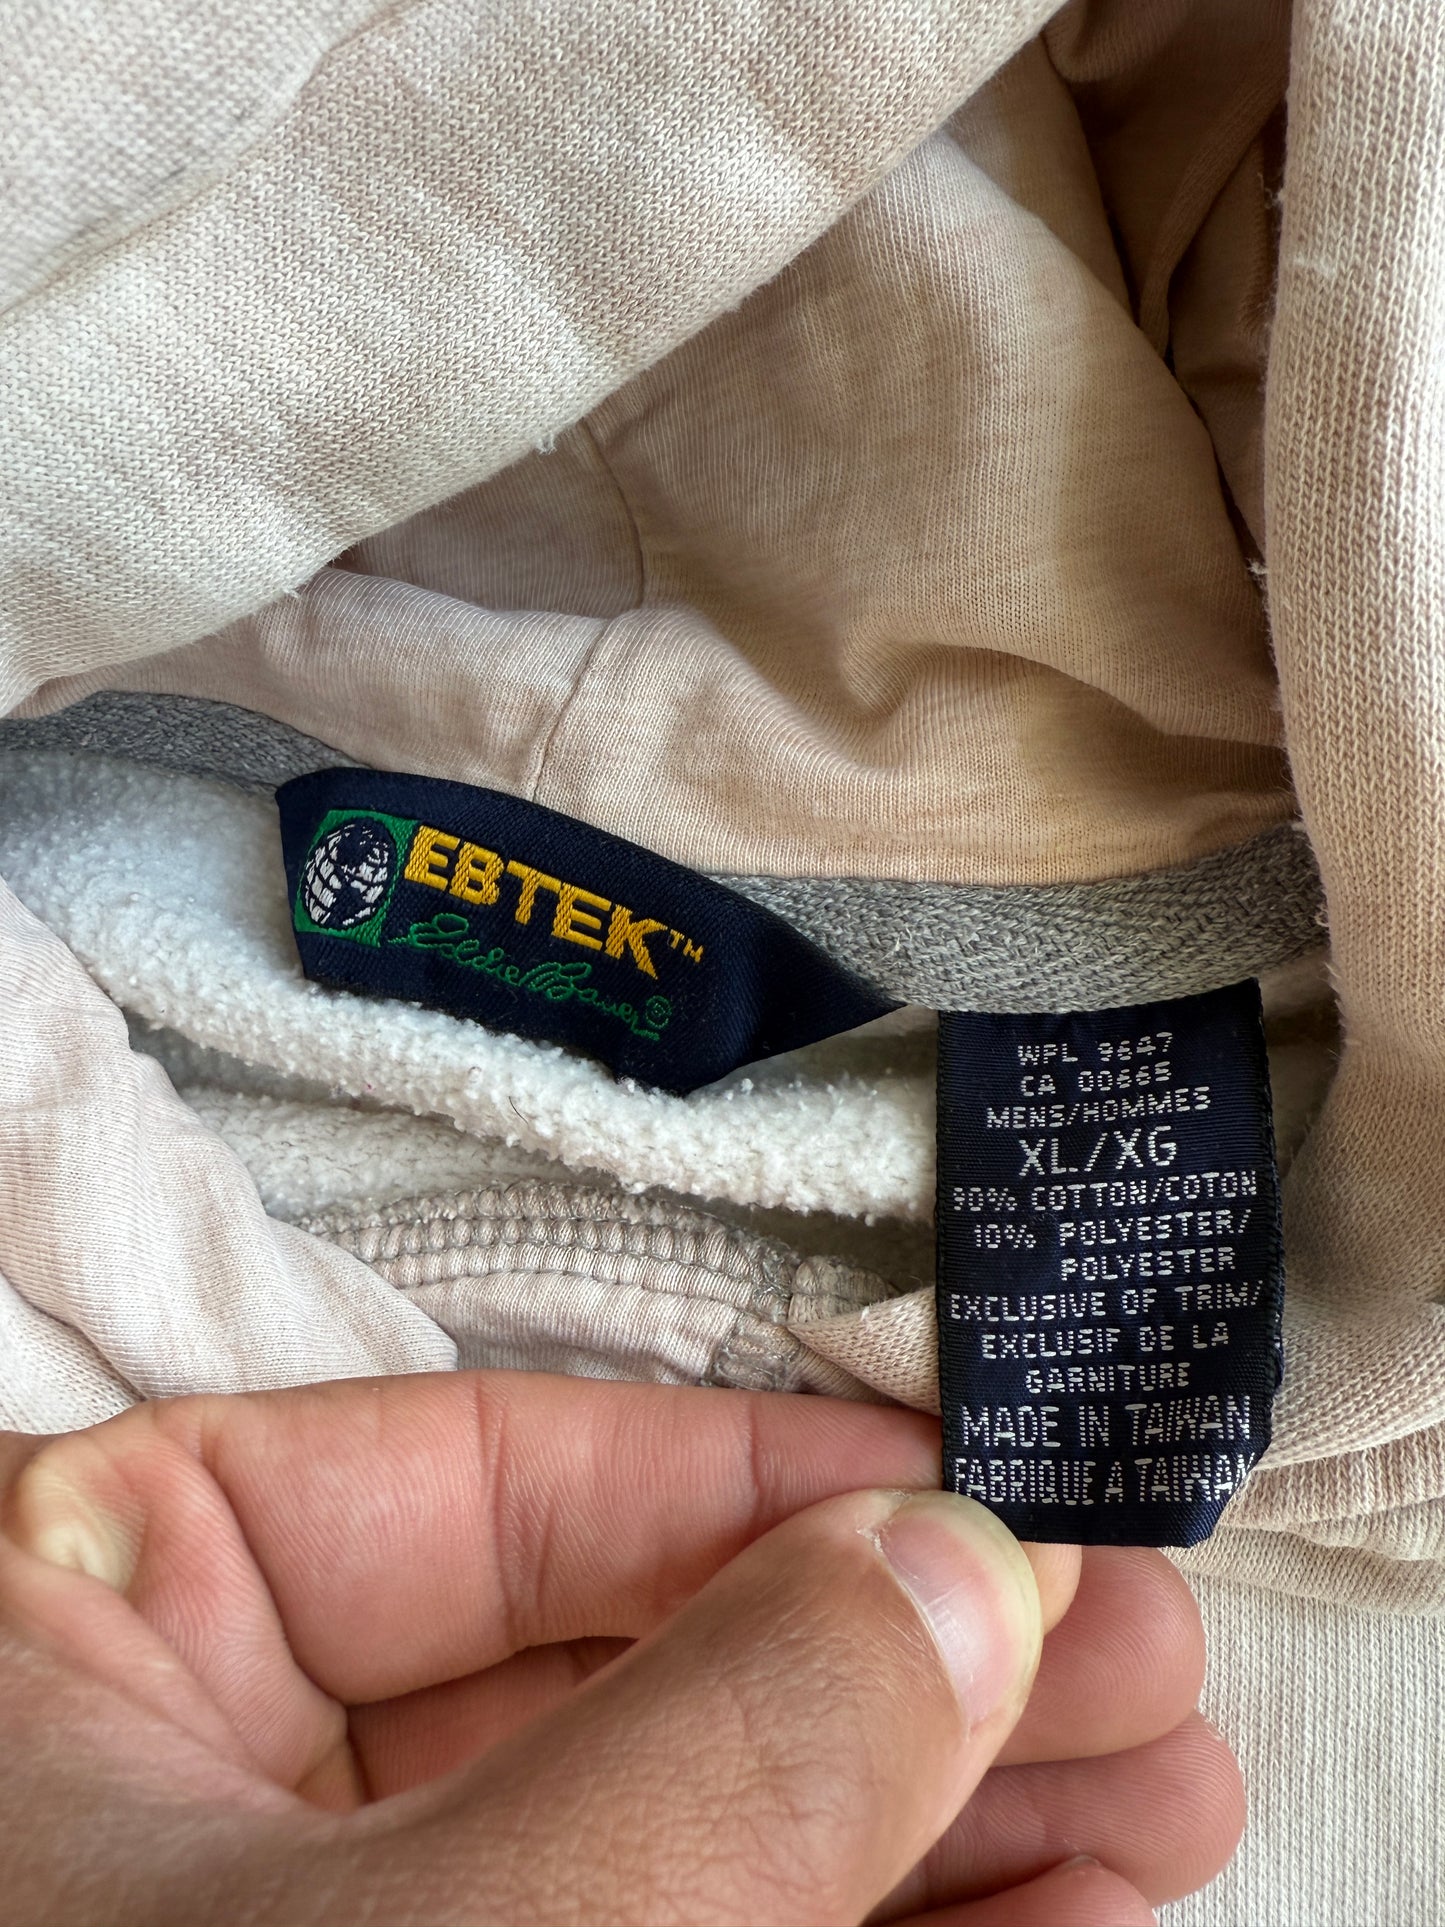 EBTEK™
Eddie Bauer®
WPL 9647
CA 00665
MENS/HOMMES
XL/XG
90% COTTON/COTON
10% POLYESTER/
POLYESTER
EXCLUSIVE OF TRIM/
EXCLUSIF DE LA
GARNITURE
MADE IN TAIWAN
FABRIQUE A TAIWAN